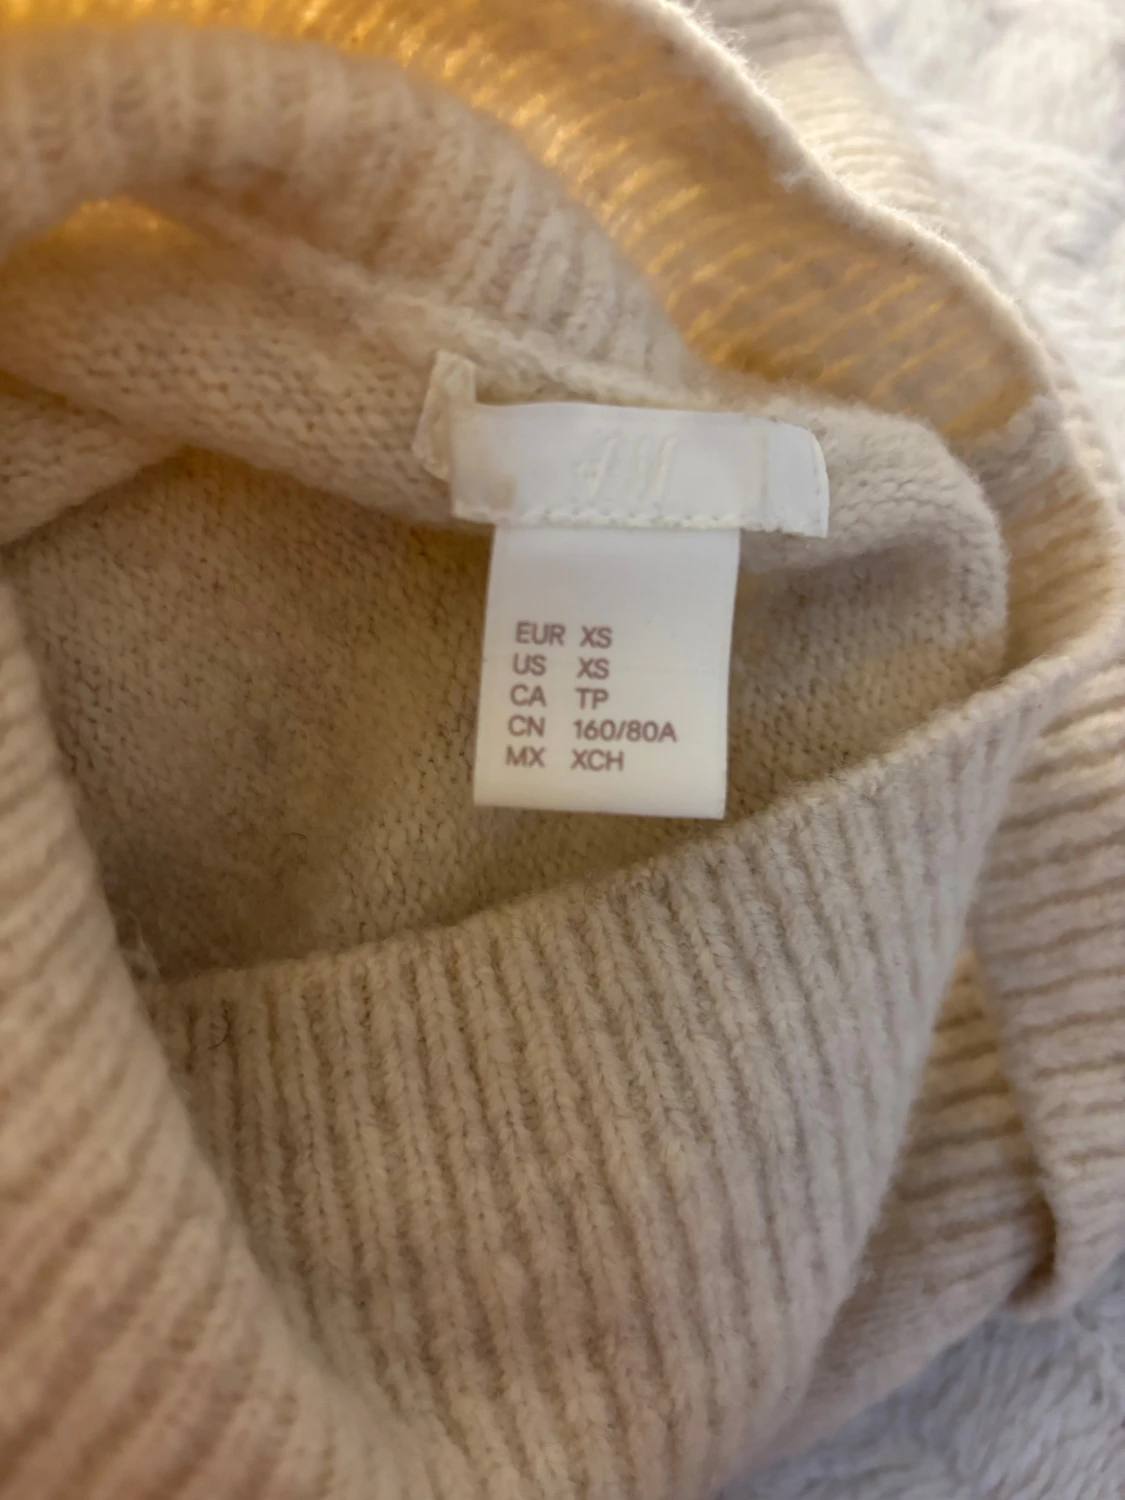 EUR XS
US XS
CA TP
CN 160/80A
MX XCH